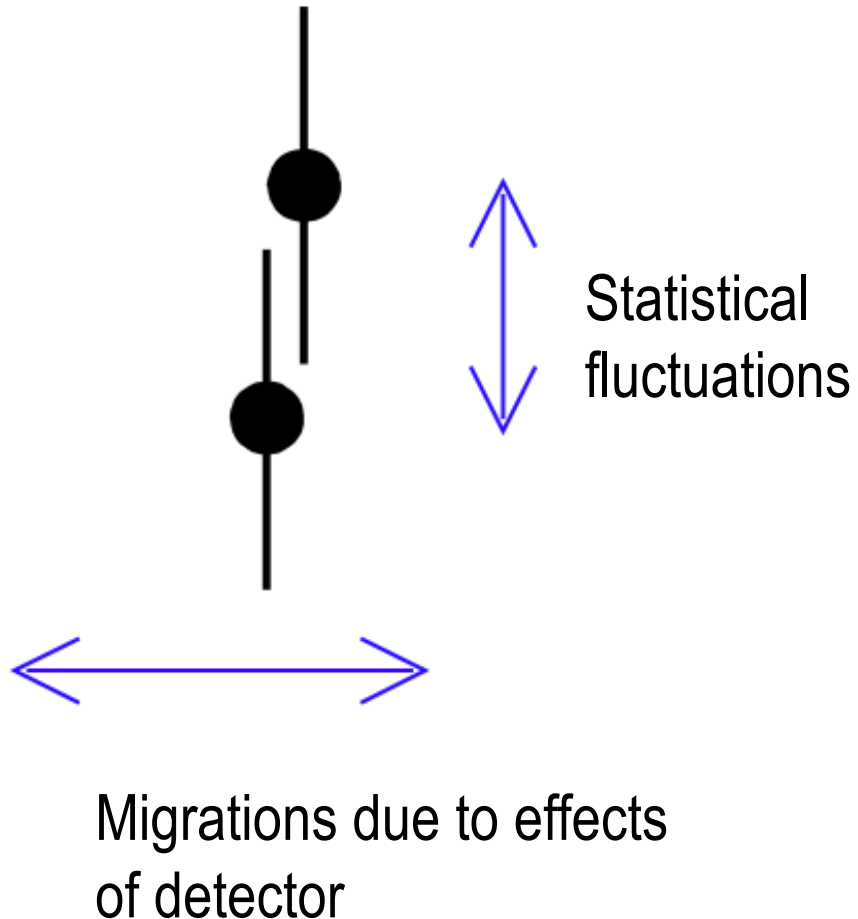 Statistical
fluctuations
Migrations due to effects
of detector